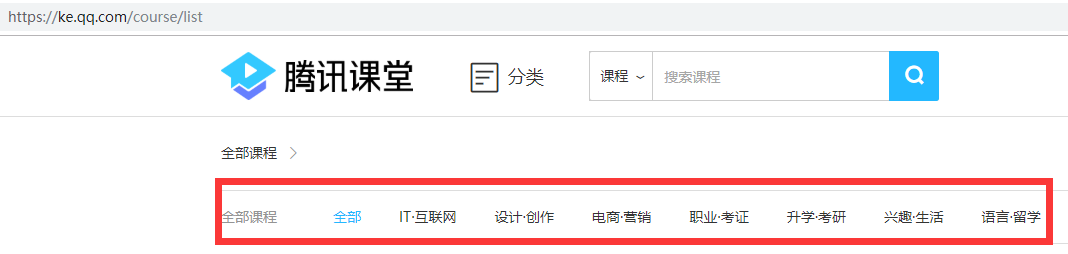 https://ke.qq.com/course/list
腾讯课堂 分类 课程 搜索课程
全部课程
全部课程 全部 IT·互联网 设计·创作 电商·营销 职业·考证 升学·考研 兴趣·生活 语言·留学